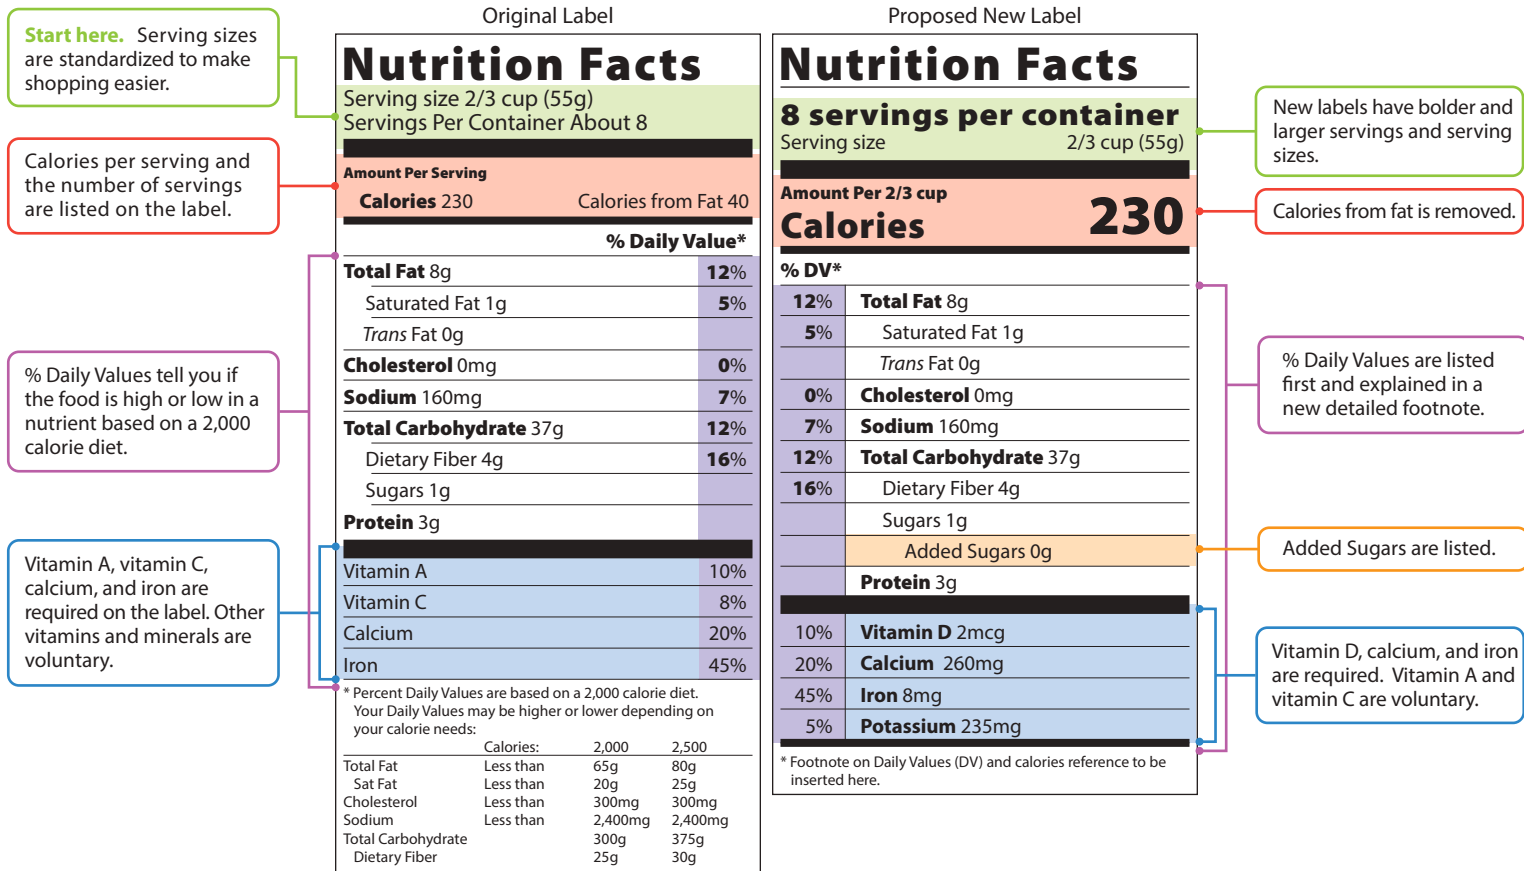 Original Label
Proposed New Label
Start here. Serving sizes
are standardized to make
shopping easier.
Calories per serving and
the number of servings
are listed on the label.
% Daily Values tell you if
the food is high or low in a
nutrient based on a 2,000
calorie diet.
Vitamin A, vitamin C,
calcium, and iron are
required on the label. Other
vitamins and minerals are
voluntary.
Nutrition Facts
Serving size 2/3 cup (55g)
Servings Per Container About 8
Amount Per Serving
Calories 230 Calories from Fat 40
% Daily Value*
Total Fat 8g 12%
Saturated Fat 1g 5%
Trans Fat 0g
Cholesterol 0mg 0%
Sodium 160mg 7%
Total Carbohydrate 37g 12%
Dietary Fiber 4g 16%
Sugars 1g
Protein 3g
Vitamin A 10%
Vitamin C 8%
Calcium 20%
Iron 45%
* Percent Daily Values are based on a 2,000 calorie diet.
Your Daily Values may be higher or lower depending on
your calorie needs:
Calories: 2,000 2,500
Total Fat Less than 65g 80g
Sat Fat Less than 20g 25g
Cholesterol Less than 300mg 300mg
Sodium Less than 2,400mg 2,400mg
Total Carbohydrate 300g 375g
Dietary Fiber 25g 30g
Nutrition Facts
8 servings per container
Serving size 2/3 cup (55g)
Amount Per 2/3 cup
Calories 230
% DV*
12% Total Fat 8g
5% Saturated Fat 1g
Trans Fat 0g
0% Cholesterol 0mg
7% Sodium 160mg
12% Total Carbohydrate 37g
16% Dietary Fiber 4g
Sugars 1g
Added Sugars 0g
Protein 3g
10% Vitamin D 2mcg
20% Calcium 260mg
45% Iron 8mg
5% Potassium 235mg
* Footnote on Daily Values (DV) and calories reference to be
inserted here.
New labels have bolder and
larger servings and serving
sizes.
Calories from fat is removed.
% Daily Values are listed
first and explained in a
new detailed footnote.
Added Sugars are listed.
Vitamin D, calcium, and iron
are required. Vitamin A and
vitamin C are voluntary.